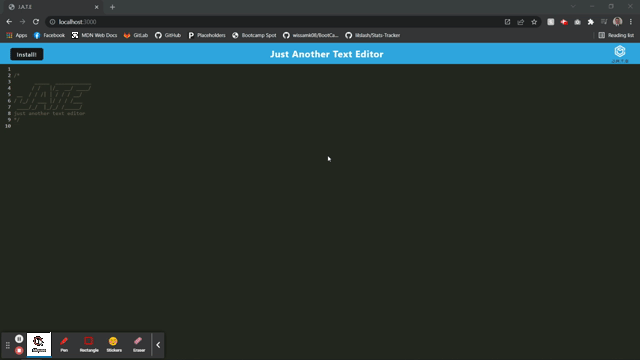 J.A.T.E
localhost:3000
Apps Facebook MDN Web Docs GitLab GitHub Placeholders Bootcamp Spot wissamk08/BootCa... lildash/Stats-Tracker Reading list
Install! Just Another Text Editor J.A.T.E
1
2 /*
3
4
5
6
7
8 just another text editor
9 */
10
Pen Rectangle Stickers Eraser